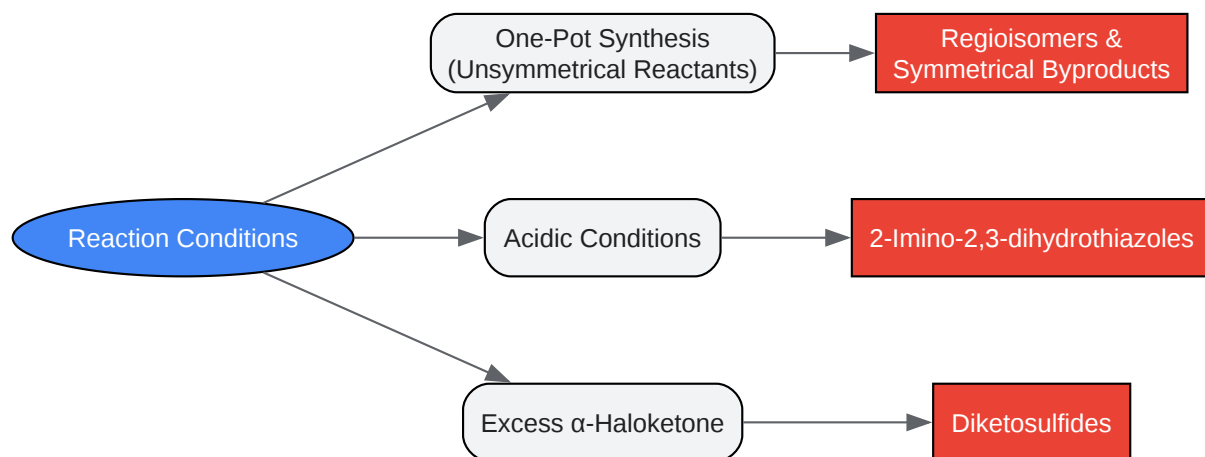 One-Pot Synthesis
(Unsymmetrical Reactants)
Regioisomers &
Symmetrical Byproducts
Reaction Conditions
Acidic Conditions
2-Imino-2,3-dihydrothiazoles
Excess α-Haloketone
Diketosulfides